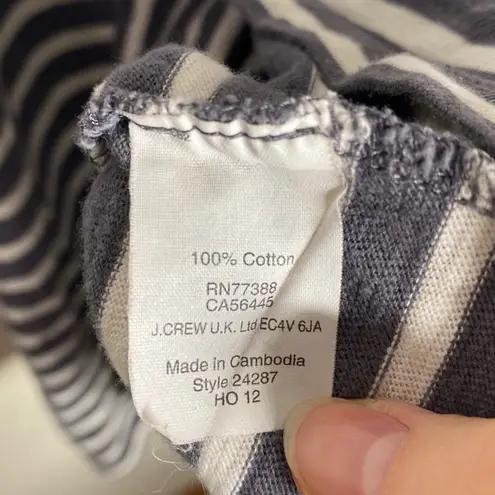 100% Cotton
RN77388
CA56445
J.CREW U.K. Ltd EC4V 6JA
Made in Cambodia
Style 24287
HO 12